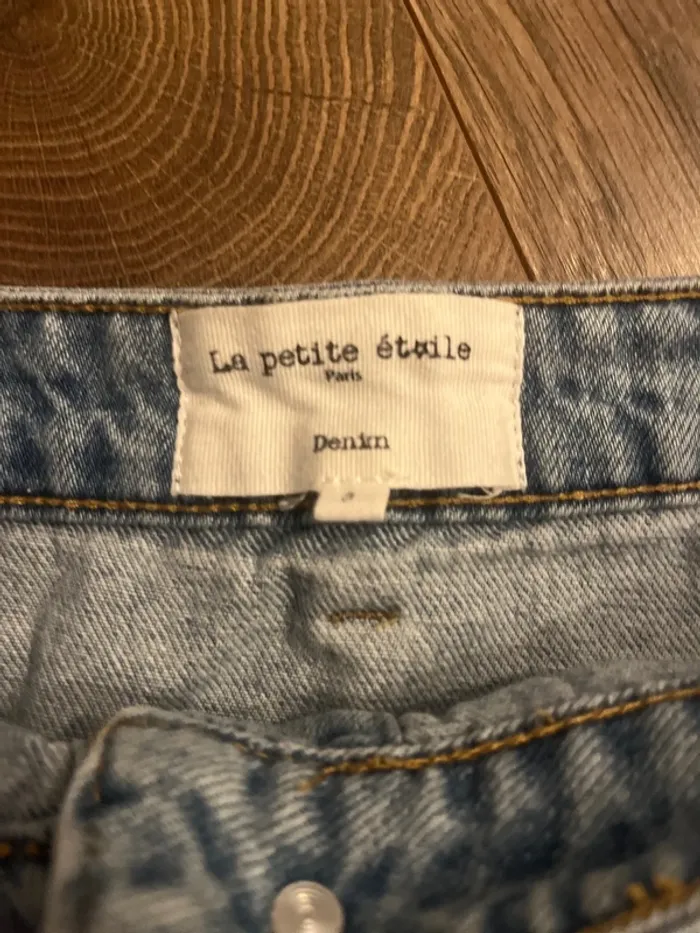 La petite étoile
Paris
Denim